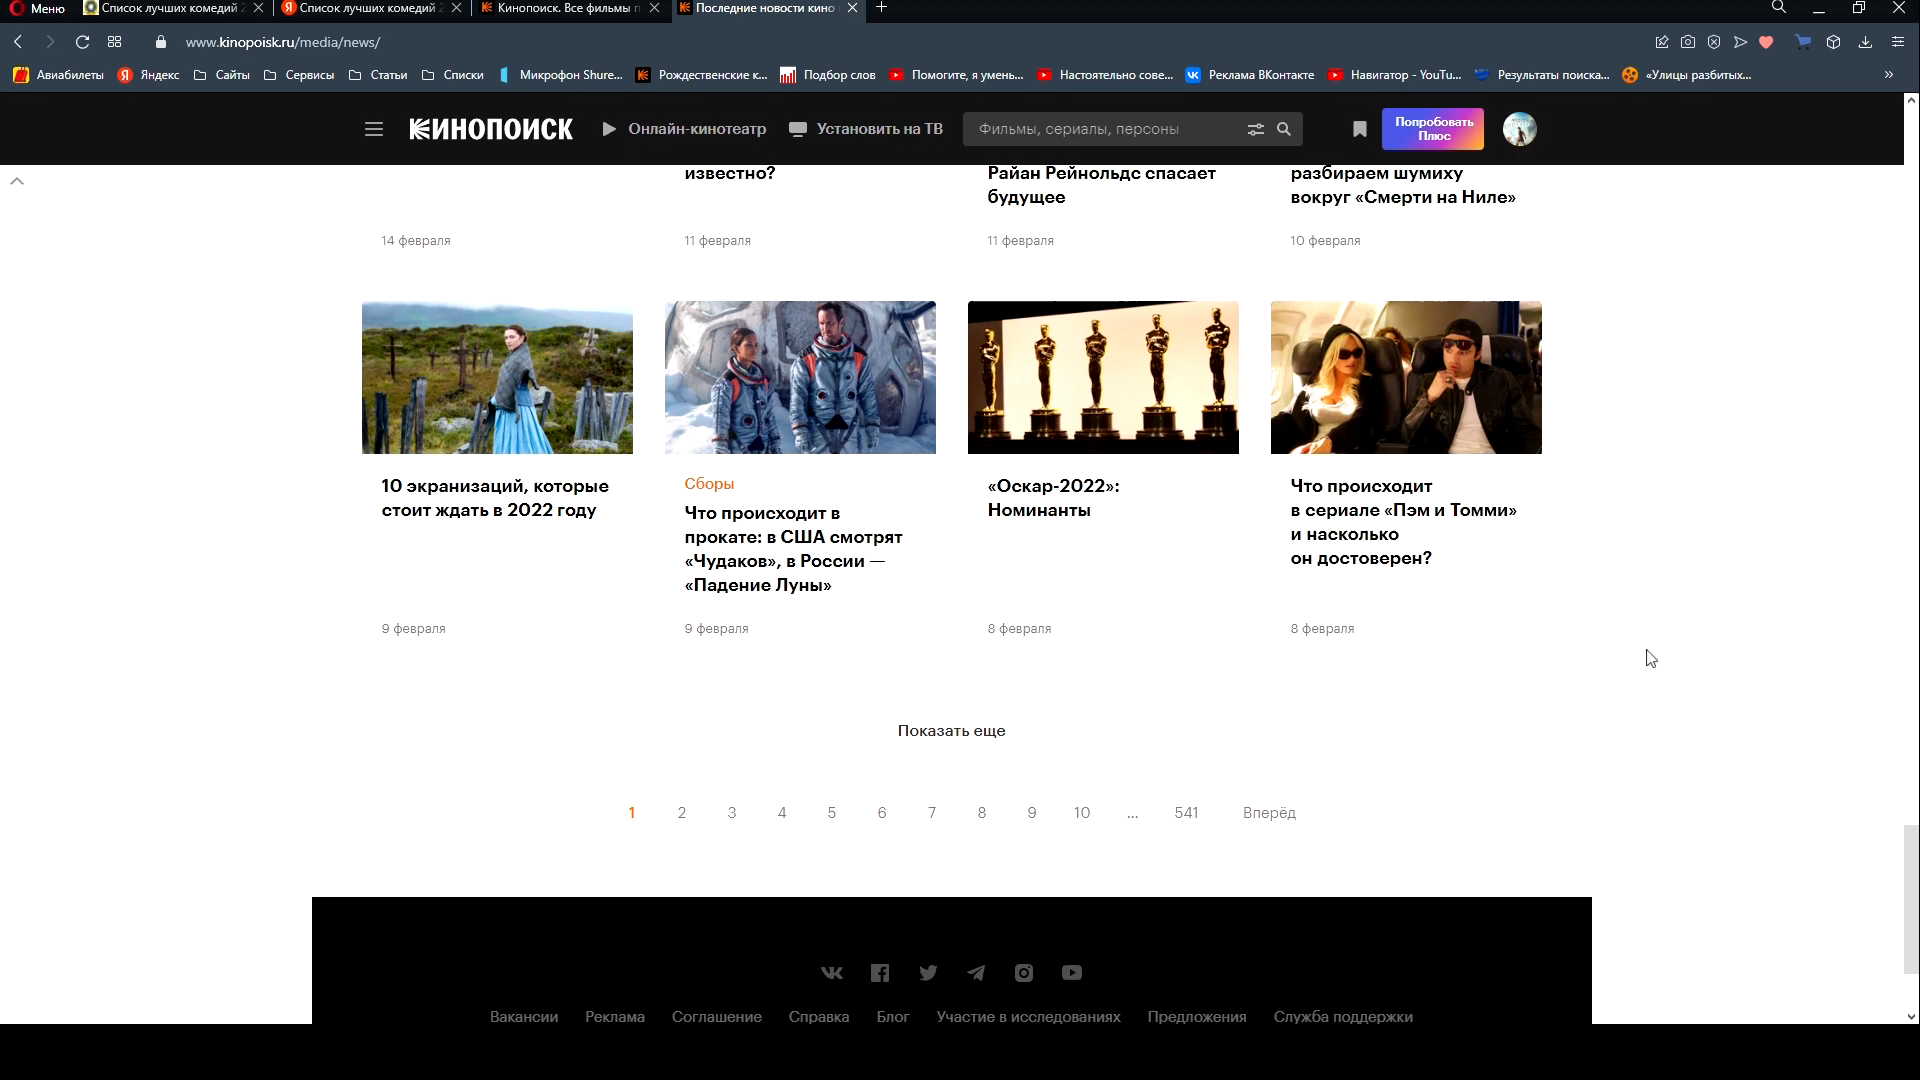 Меню
Список лучших комедий 2
Список лучших комедий 2
Кинопоиск. Все фильмы п
Последние новости кино
www.kinopoisk.ru/media/news/
Авиабилеты
Яндекс
Сайты
Сервисы
Статьи
Списки
Микрофон Shure...
Рождественские к...
Подбор слов
Помогите, я умень...
Настоятельно сове...
Реклама ВКонтакте
Навигатор - YouTu...
Результаты поиска...
«Улицы разбитых...
КИНОПОИСК
Онлайн-кинотеатр
Установить на ТВ
Фильмы, сериалы, персоны
Попробовать
Плюс
известно?
Райан Рейнольдс спасает
будущее
разбираем шумиху
вокруг «Смерти на Ниле»
14 февраля
11 февраля
11 февраля
10 февраля
10 экранизаций, которые
стоит ждать в 2022 году
9 февраля
Сборы
Что происходит в
прокате: в США смотрят
«Чудаков», в России —
«Падение Луны»
9 февраля
«Оскар-2022»:
Номинанты
8 февраля
Что происходит
в сериале «Пэм и Томми»
и насколько
он достоверен?
8 февраля
Показать еще
1 2 3 4 5 6 7 8 9 10 ... 541 Вперёд
Вакансии Реклама Соглашение Справка Блог Участие в исследованиях Предложения Служба поддержки